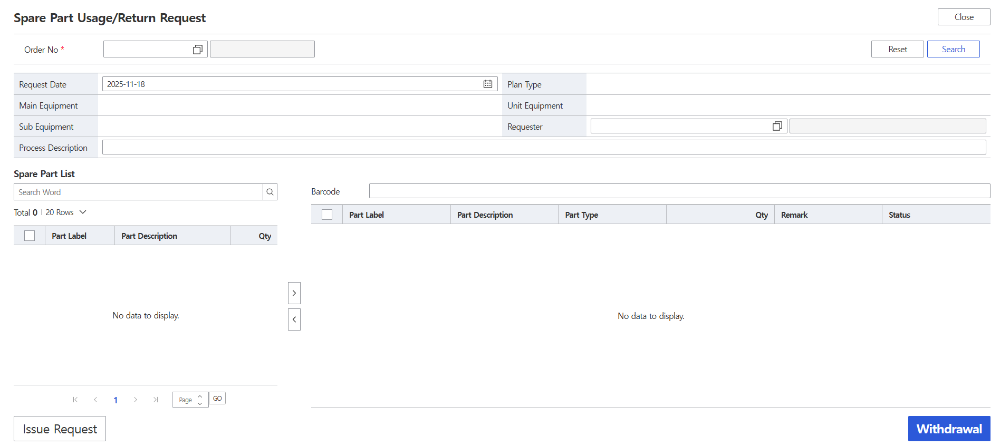 Spare Part Usage/Return Request
Close
Order No *
Reset
Search
Request Date
2025-11-18
Plan Type
Main Equipment
Unit Equipment
Sub Equipment
Requester
Process Description
Spare Part List
Search Word
Barcode
Total 0 20 Rows
Part Label Part Description Part Type Qty Remark Status
Part Label Part Description Qty
No data to display.
No data to display.
1
Page
GO
Issue Request
Withdrawal